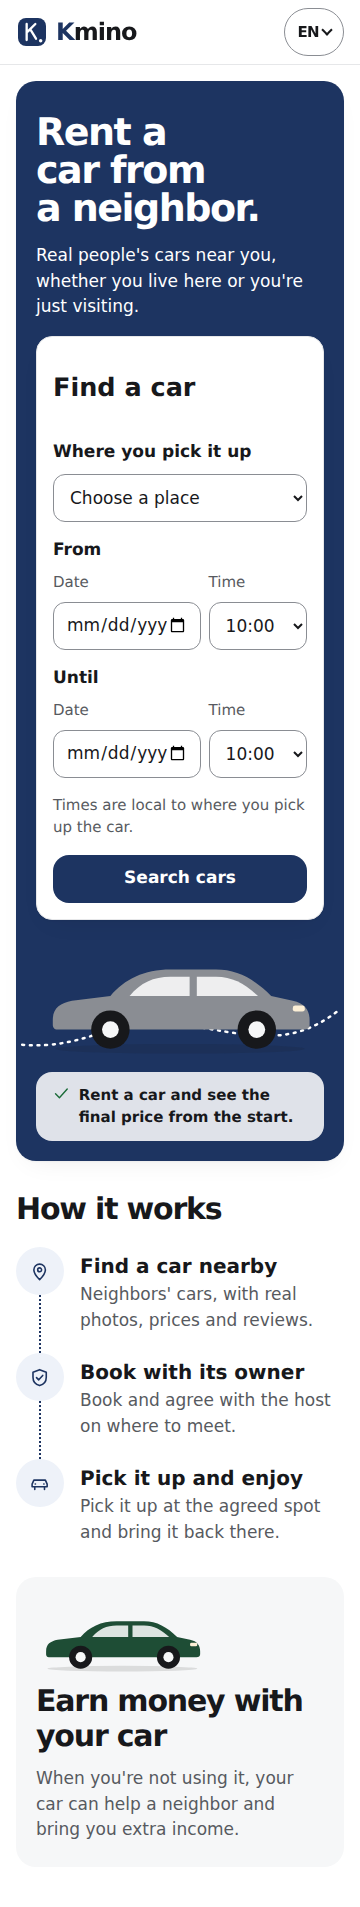 Kmino
EN
Rent a
car from
a neighbor.
Real people's cars near you,
whether you live here or you're
just visiting.
Find a car
Where you pick it up
Choose a place
From
Date Time
mm/dd/yyy 10:00
Until
Date Time
mm/dd/yyy 10:00
Times are local to where you pick
up the car.
Search cars
Rent a car and see the
final price from the start.
How it works
Find a car nearby
Neighbors' cars, with real
photos, prices and reviews.
Book with its owner
Book and agree with the host
on where to meet.
Pick it up and enjoy
Pick it up at the agreed spot
and bring it back there.
Earn money with
your car
When you're not using it, your
car can help a neighbor and
bring you extra income.